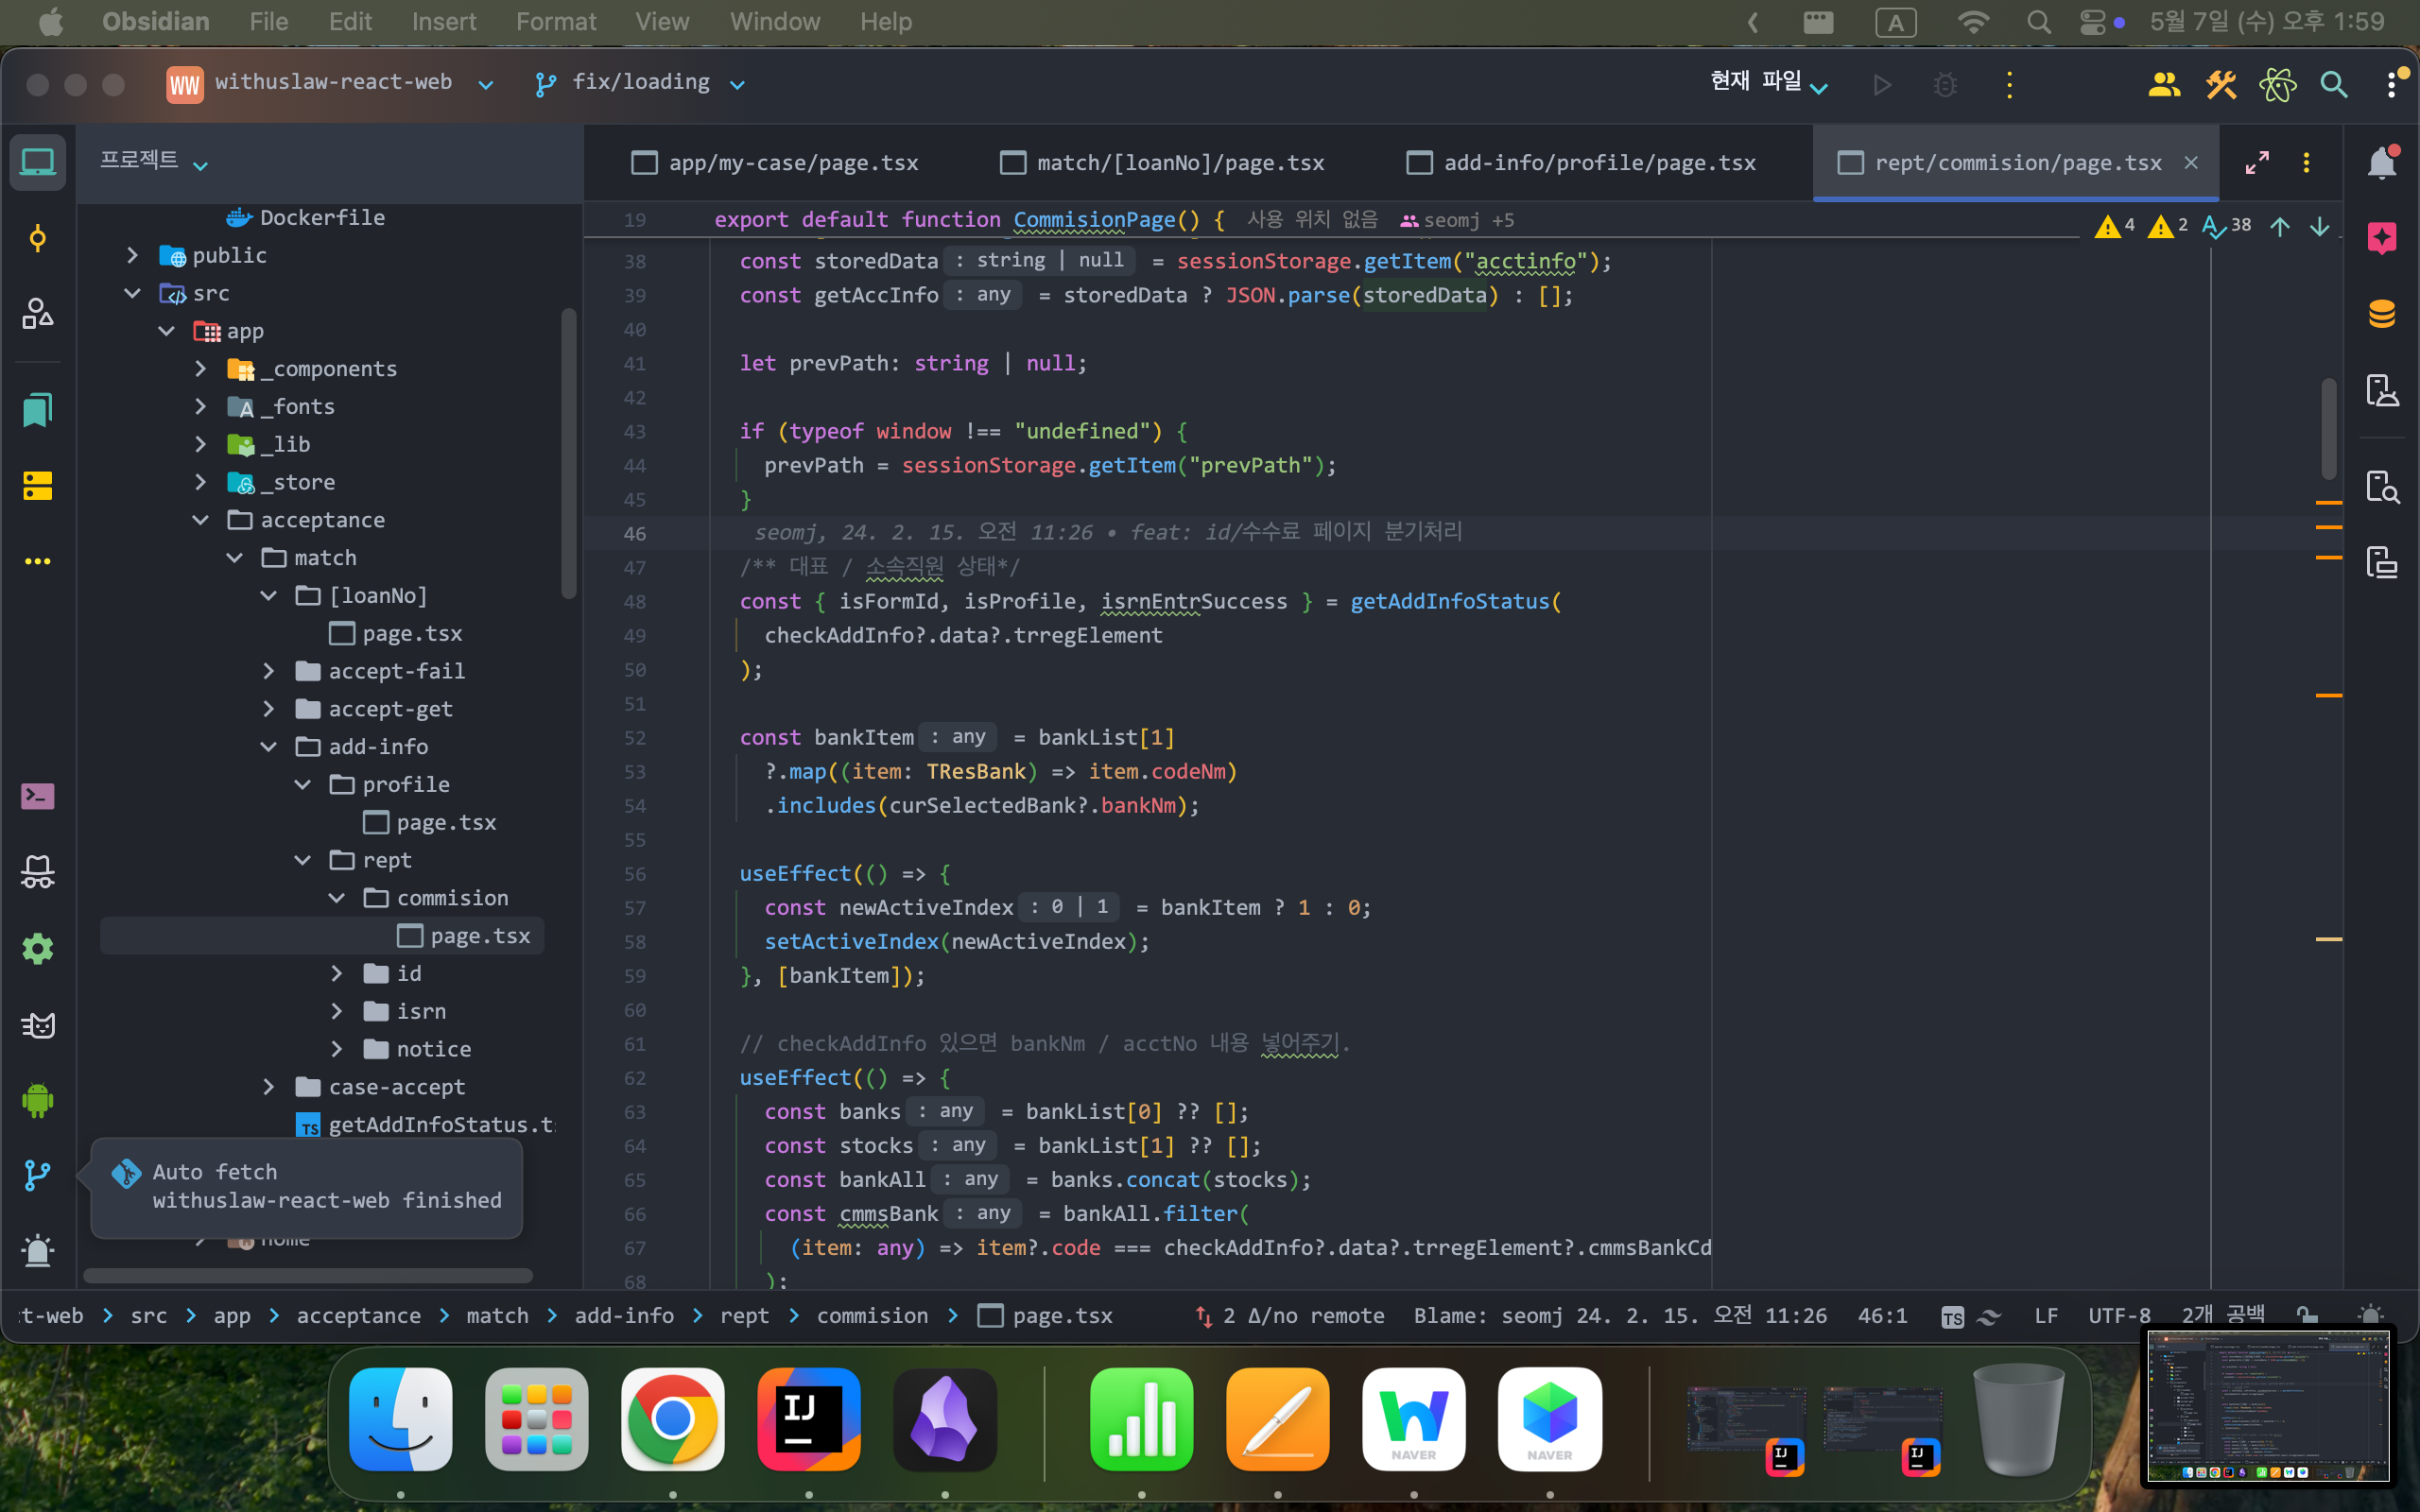 Obsidian File Edit Insert Format View Window Help A 5월 7일 (수) 오후 1:59
WW withuslaw-react-web fix/loading 현재 파일
프로젝트
app/my-case/page.tsx match/[loanNo]/page.tsx add-info/profile/page.tsx rept/commision/page.tsx
Dockerfile
public
src
app
_components
_fonts
_lib
_store
acceptance
match
[loanNo]
page.tsx
accept-fail
accept-get
add-info
profile
page.tsx
rept
commision
page.tsx
id
isrn
notice
case-accept
getAddInfoStatus.t
home
Auto fetch
withuslaw-react-web finished
19 export default function CommisionPage() { 사용 위치 없음 seomj +5
4 2 38
38 const storedData : string | null = sessionStorage.getItem("acctinfo");
39 const getAccInfo : any = storedData ? JSON.parse(storedData) : [];
40
41 let prevPath: string | null;
42
43 if (typeof window !== "undefined") {
44 prevPath = sessionStorage.getItem("prevPath");
45 }
46 seomj, 24. 2. 15. 오전 11:26 • feat: id/수수료 페이지 분기처리
47 /** 대표 / 소속직원 상태*/
48 const { isFormId, isProfile, isrnEntrSuccess } = getAddInfoStatus(
49 checkAddInfo?.data?.trregElement
50 );
51
52 const bankItem : any = bankList[1]
53 ?.map((item: TResBank) => item.codeNm)
54 .includes(curSelectedBank?.bankNm);
55
56 useEffect(() => {
57 const newActiveIndex : 0 | 1 = bankItem ? 1 : 0;
58 setActiveIndex(newActiveIndex);
59 }, [bankItem]);
60
61 // checkAddInfo 있으면 bankNm / acctNo 내용 넣어주기.
62 useEffect(() => {
63 const banks : any = bankList[0] ?? [];
64 const stocks : any = bankList[1] ?? [];
65 const bankAll : any = banks.concat(stocks);
66 const cmmsBank : any = bankAll.filter(
67 (item: any) => item?.code === checkAddInfo?.data?.trregElement?.cmmsBankCd
68 );
t-web > src > app > acceptance > match > add-info > rept > commision > page.tsx 2 Δ/no remote Blame: seomj 24. 2. 15. 오전 11:26 46:1 TS LF UTF-8 2개 공백
IJ NAVER NAVER IJ IJ